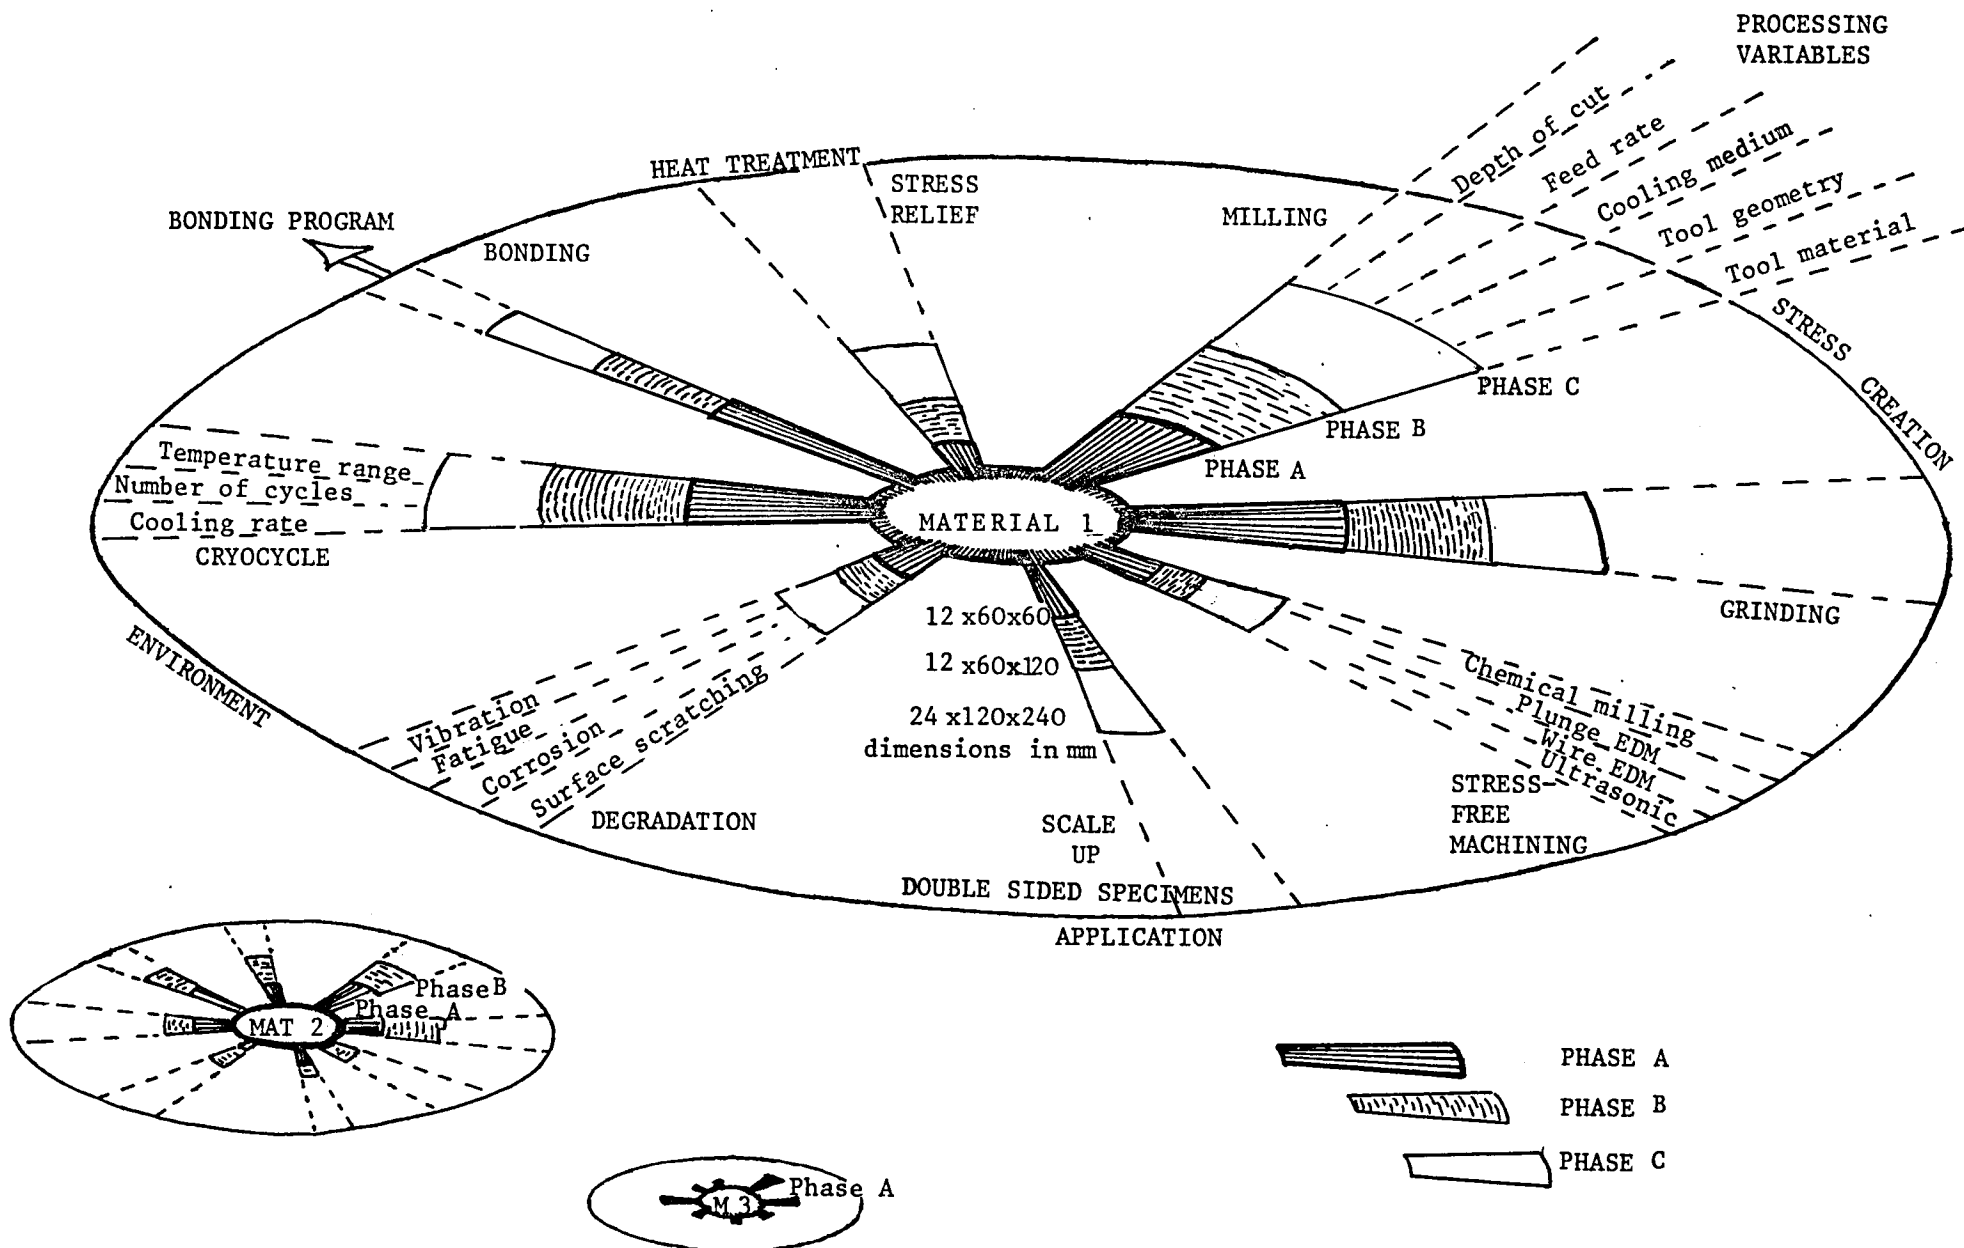 PROCESSING
VARIABLES
Depth of cut
Feed rate
Cooling medium
Tool geometry
Tool material
HEAT TREATMENT
STRESS
RELIEF
MILLING
BONDING PROGRAM
BONDING
STRESS
CREATION
PHASE C
PHASE B
PHASE A
Temperature range
Number of cycles
Cooling rate
CRYOCYCLE
MATERIAL 1
GRINDING
12 x60x60
12 x60x120
24 x120x240
dimensions in mm
ENVIRONMENT
Vibration
Fatigue
Corrosion
Surface scratching
DEGRADATION
Chemical milling
Plunge EDM
Wire EDM
Ultrasonic
STRESS-
FREE
MACHINING
SCALE
UP
DOUBLE SIDED SPECIMENS
APPLICATION
Phase B
Phase A
MAT 2
PHASE A
PHASE B
PHASE C
Phase A
M 3